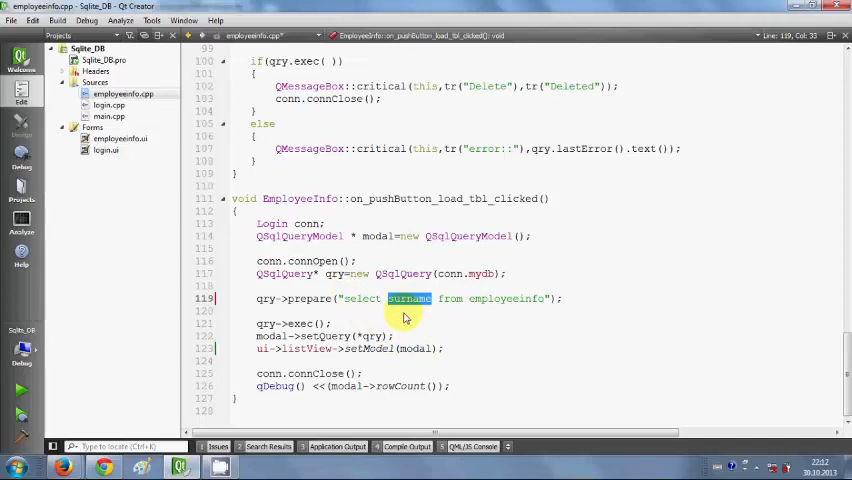 employeeinfo.cpp* - Sqlite_DB - Qt Creator
File Edit Build Debug Analyze Tools Window Help
Projects
employeeinfo.cpp*
EmployeeInfo::on_pushButton_load_tbl_clicked(): void
Line: 119, Col: 33
Welcome
Edit
Design
Debug
Projects
Analyze
Help
Sqlite_DB
Debug
Sqlite_DB
Sqlite_DB.pro
Headers
Sources
employeeinfo.cpp
login.cpp
main.cpp
Forms
employeeinfo.ui
login.ui
99
100 if(qry.exec( ))
101 {
102 QMessageBox::critical(this,tr("Delete"),tr("Deleted"));
103 conn.connClose();
104 }
105 else
106 {
107 QMessageBox::critical(this,tr("error::"),qry.lastError().text());
108 }
109 }
110
111 void EmployeeInfo::on_pushButton_load_tbl_clicked()
112 {
113 Login conn;
114 QSqlQueryModel * modal=new QSqlQueryModel();
115
116 conn.connOpen();
117 QSqlQuery* qry=new QSqlQuery(conn.mydb);
118
119 qry->prepare("select surname from employeeinfo");
120
121 qry->exec();
122 modal->setQuery(*qry);
123 ui->listView->setModel(modal);
124
125 conn.connClose();
126 qDebug() <<(modal->rowCount());
127 }
128
Type to locate (Ctrl+K)
1 Issues
2 Search Results
3 Application Output
4 Compile Output
5 QML/JS Console
22:12
30.10.2013